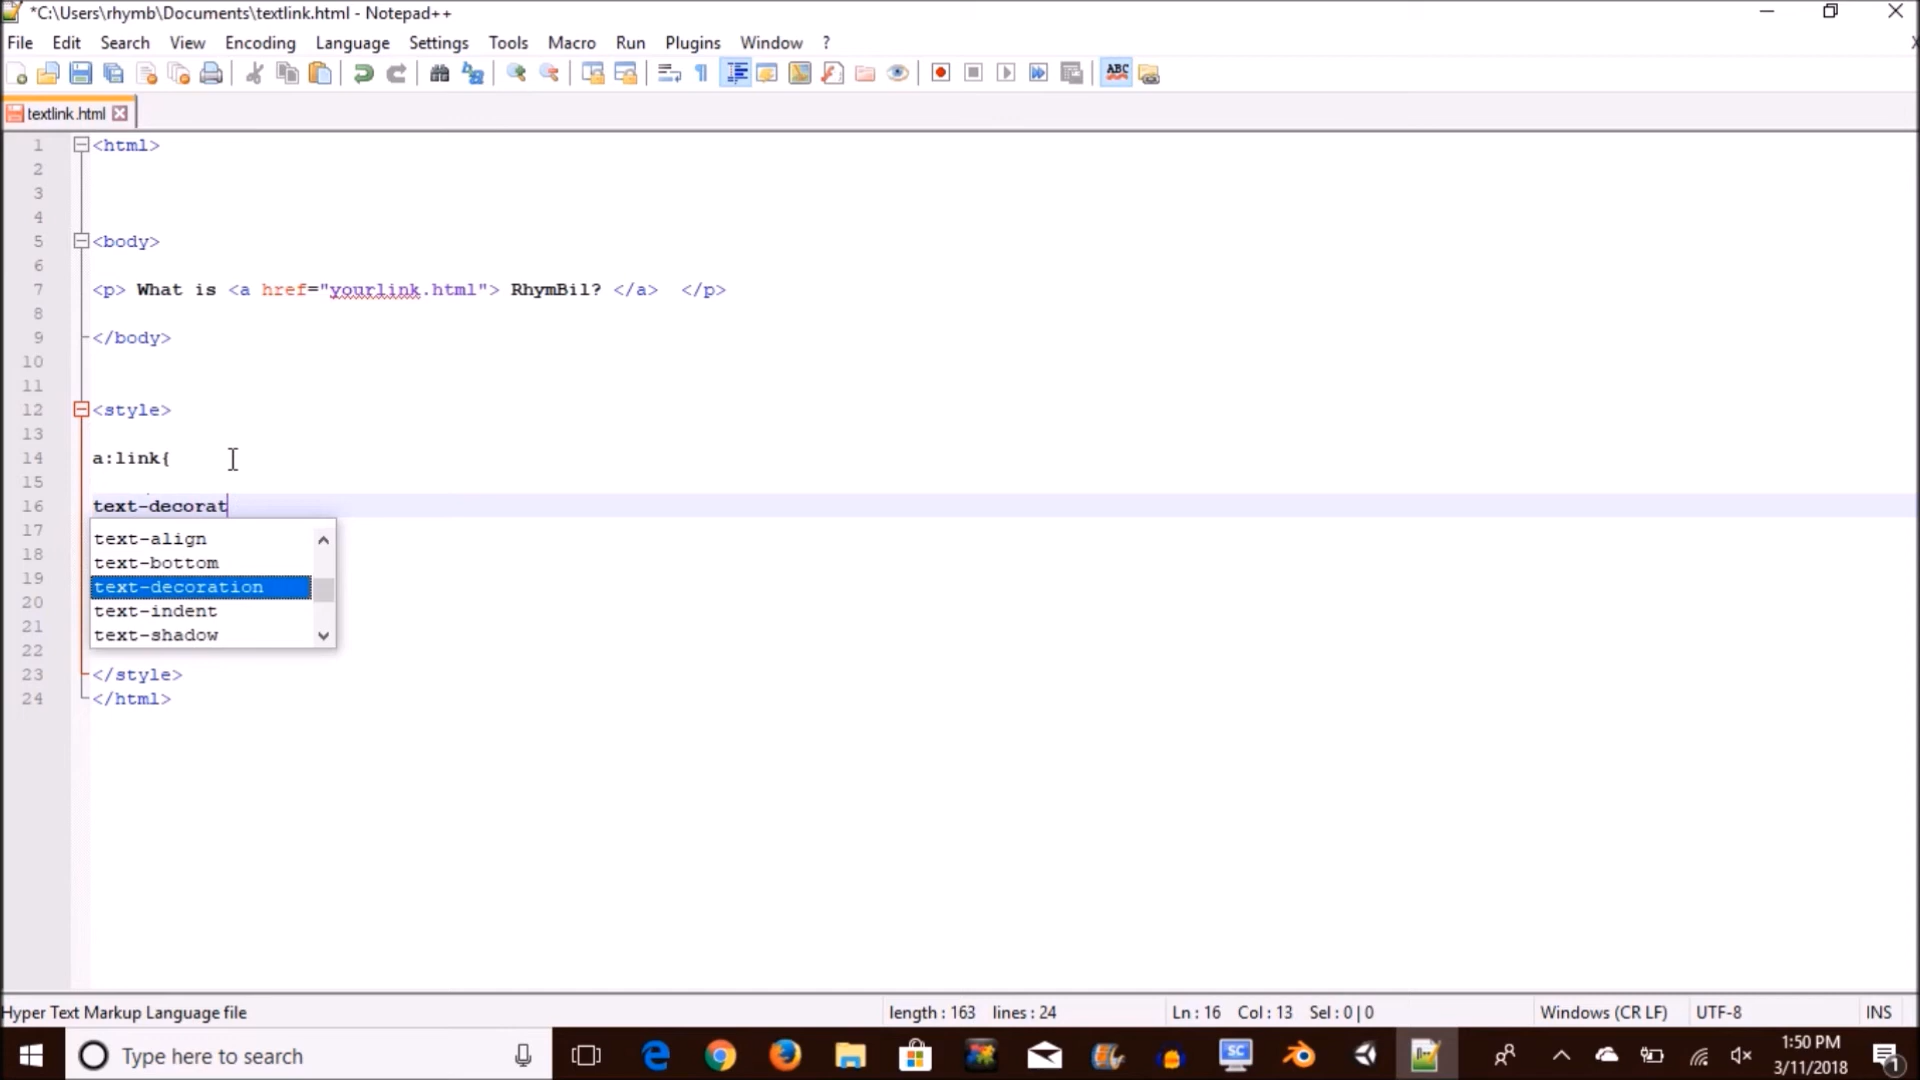 *C:\Users\rhymb\Documents\textlink.html - Notepad++
File Edit Search View Encoding Language Settings Tools Macro Run Plugins Window ?
ABC
textlink.html
1 <html>
2
3
4
5 <body>
6
7 <p> What is <a href="yourlink.html"> RhymBil? </a>  </p>
8
9 </body>
10
11
12 <style>
13
14 a:link{
15
16 text-decorat
17 text-align
18 text-bottom
19 text-decoration
20 text-indent
21 text-shadow
22
23 </style>
24 </html>
Hyper Text Markup Language file length : 163 lines : 24 Ln : 16 Col : 13 Sel : 0 | 0 Windows (CR LF) UTF-8 INS
Type here to search SC 1:50 PM
3/11/2018 1